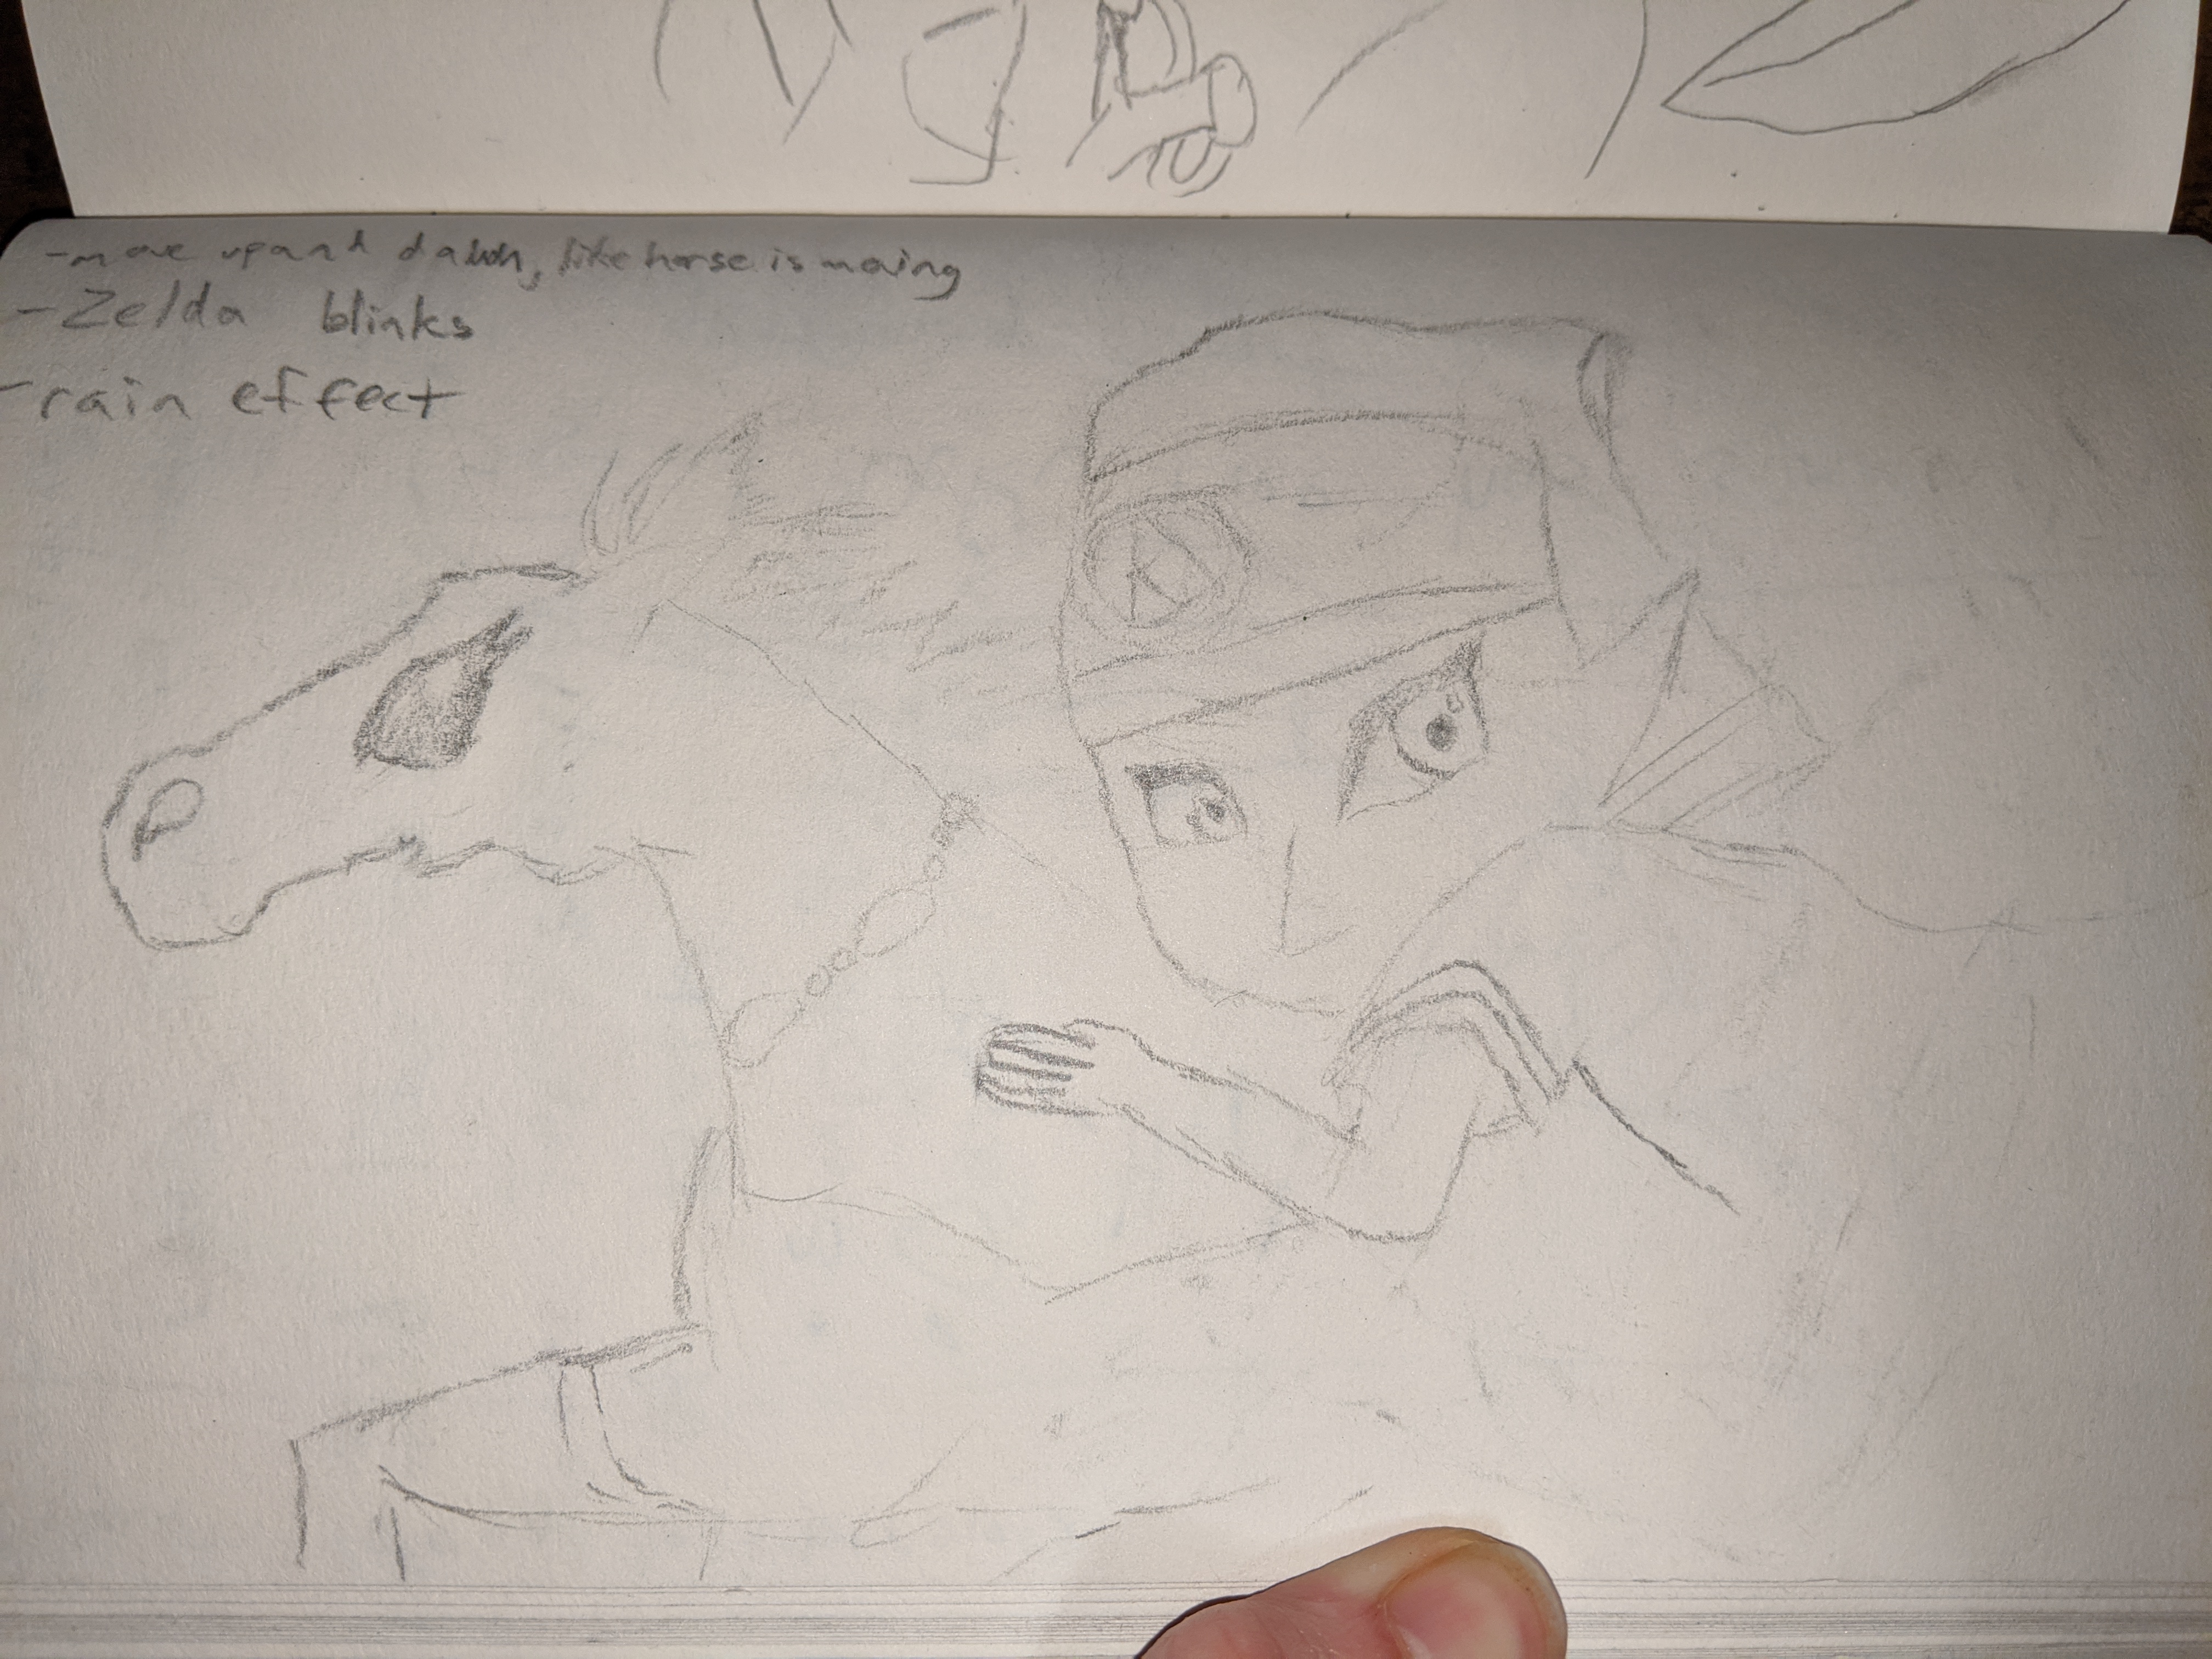 -move up and down, like horse is moving
-Zelda blinks
-rain effect